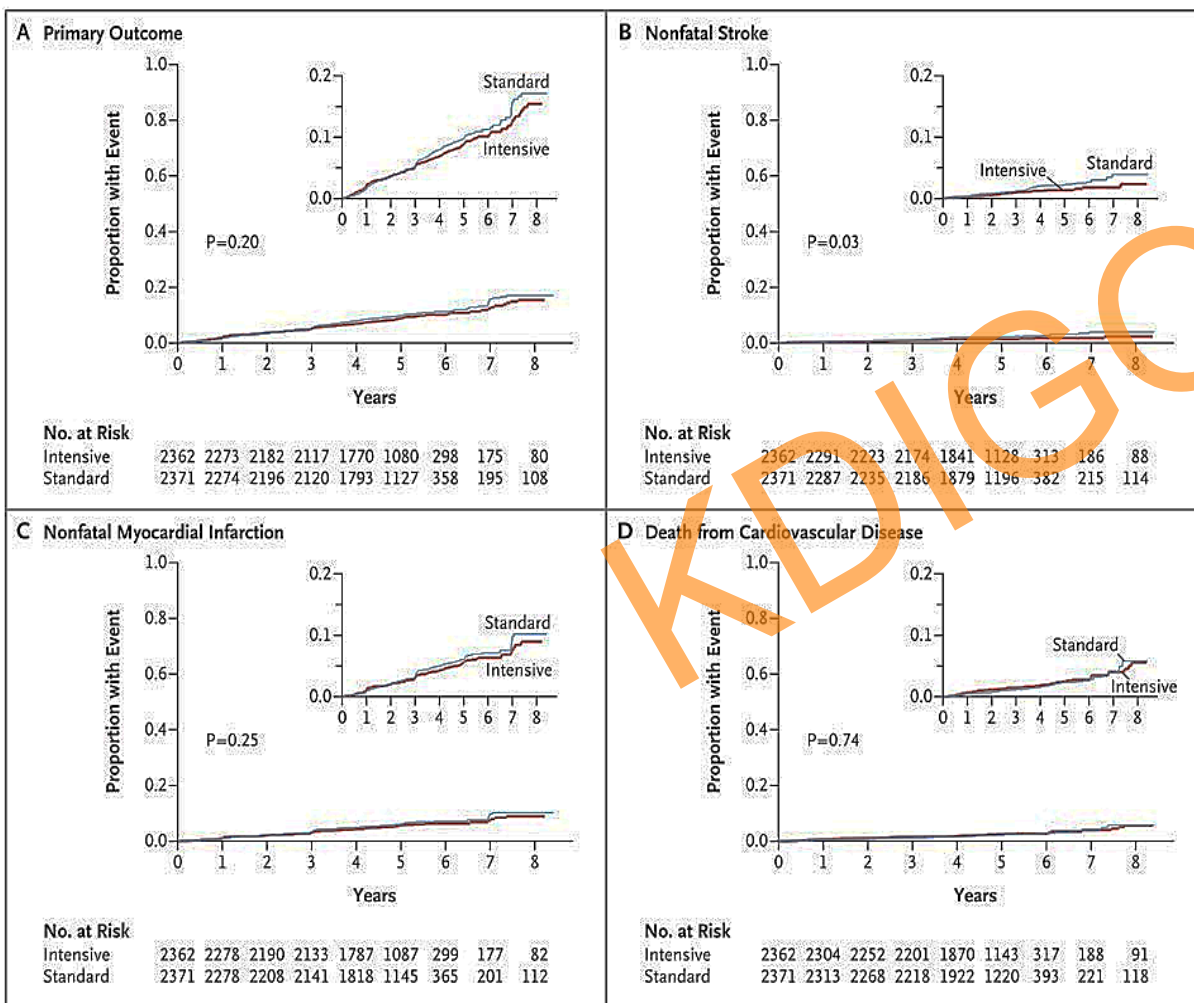 A Primary Outcome
Proportion with Event
1.0
0.8
0.6
0.4
0.2
0.0
0 1 2 3 4 5 6 7 8
Years
P=0.20
0.2
0.1
0.0
0 1 2 3 4 5 6 7 8
Standard
Intensive
No. at Risk
Intensive 2362 2273 2182 2117 1770 1080 298 175 80
Standard 2371 2274 2196 2120 1793 1127 358 195 108
B Nonfatal Stroke
Proportion with Event
1.0
0.8
0.6
0.4
0.2
0.0
0 1 2 3 4 5 6 7 8
Years
P=0.03
0.2
0.1
0.0
0 1 2 3 4 5 6 7 8
Intensive
Standard
No. at Risk
Intensive 2362 2291 2223 2174 1841 1128 313 186 88
Standard 2371 2287 2235 2186 1879 1196 382 215 114
C Nonfatal Myocardial Infarction
Proportion with Event
1.0
0.8
0.6
0.4
0.2
0.0
0 1 2 3 4 5 6 7 8
Years
P=0.25
0.2
0.1
0.0
0 1 2 3 4 5 6 7 8
Standard
Intensive
No. at Risk
Intensive 2362 2278 2190 2133 1787 1087 299 177 82
Standard 2371 2278 2208 2141 1818 1145 365 201 112
D Death from Cardiovascular Disease
Proportion with Event
1.0
0.8
0.6
0.4
0.2
0.0
0 1 2 3 4 5 6 7 8
Years
P=0.74
0.2
0.1
0.0
0 1 2 3 4 5 6 7 8
Standard
Intensive
No. at Risk
Intensive 2362 2304 2252 2201 1870 1143 317 188 91
Standard 2371 2313 2268 2218 1922 1220 393 221 118
KDIGO